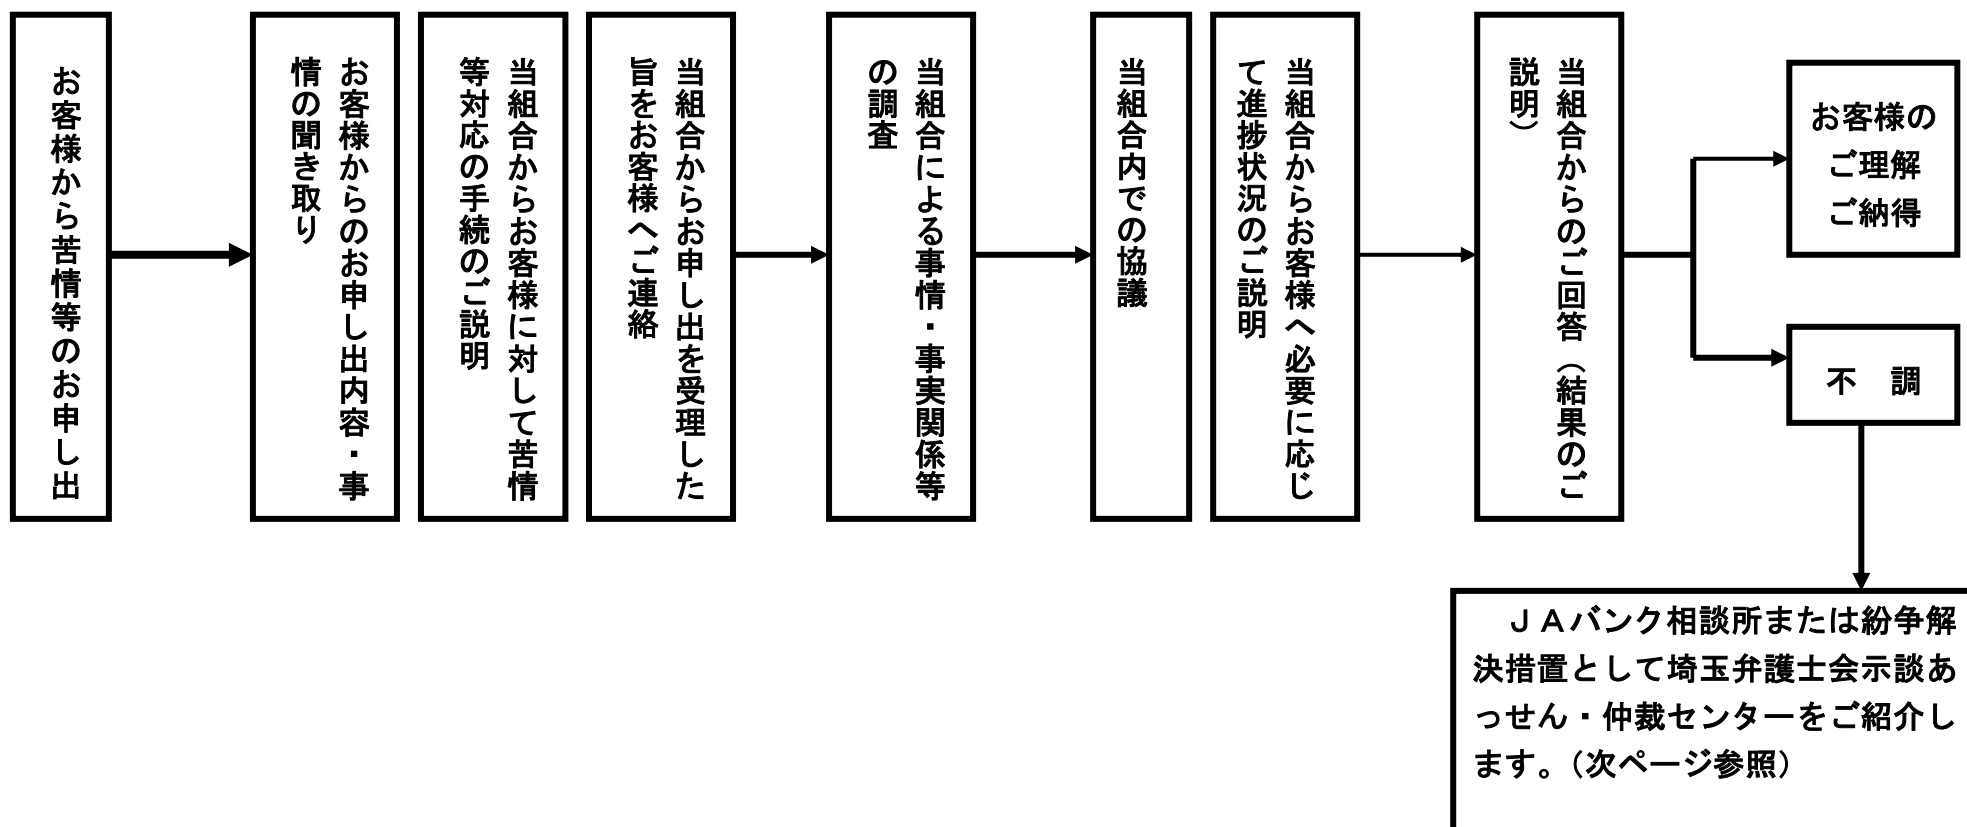 お客様から苦情等のお申し出
お客様からのお申し出内容・事
情の聞き取り
当組合からお客様に対して苦情
等対応の手続のご説明
当組合からお申し出を受理した
旨をお客様へご連絡
当組合による事情・事実関係等
の調査
当組合内での協議
当組合からお客様へ必要に応じ
て進捗状況のご説明
当組合からのご回答（結果のご
説明）
お客様の
ご理解
ご納得
不　調
ＪＡバンク相談所または紛争解
決措置として埼玉弁護士会示談あ
っせん・仲裁センターをご紹介し
ます。（次ページ参照）